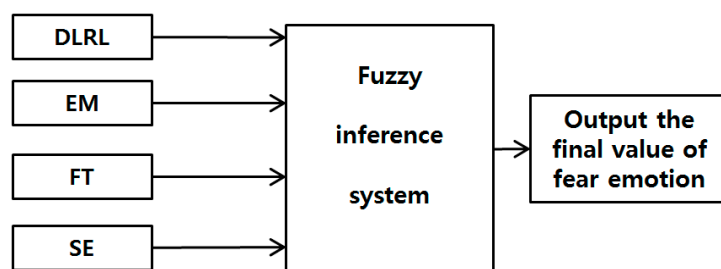 DLRL
EM
FT
SE
Fuzzy
inference
system
Output the
final value of
fear emotion